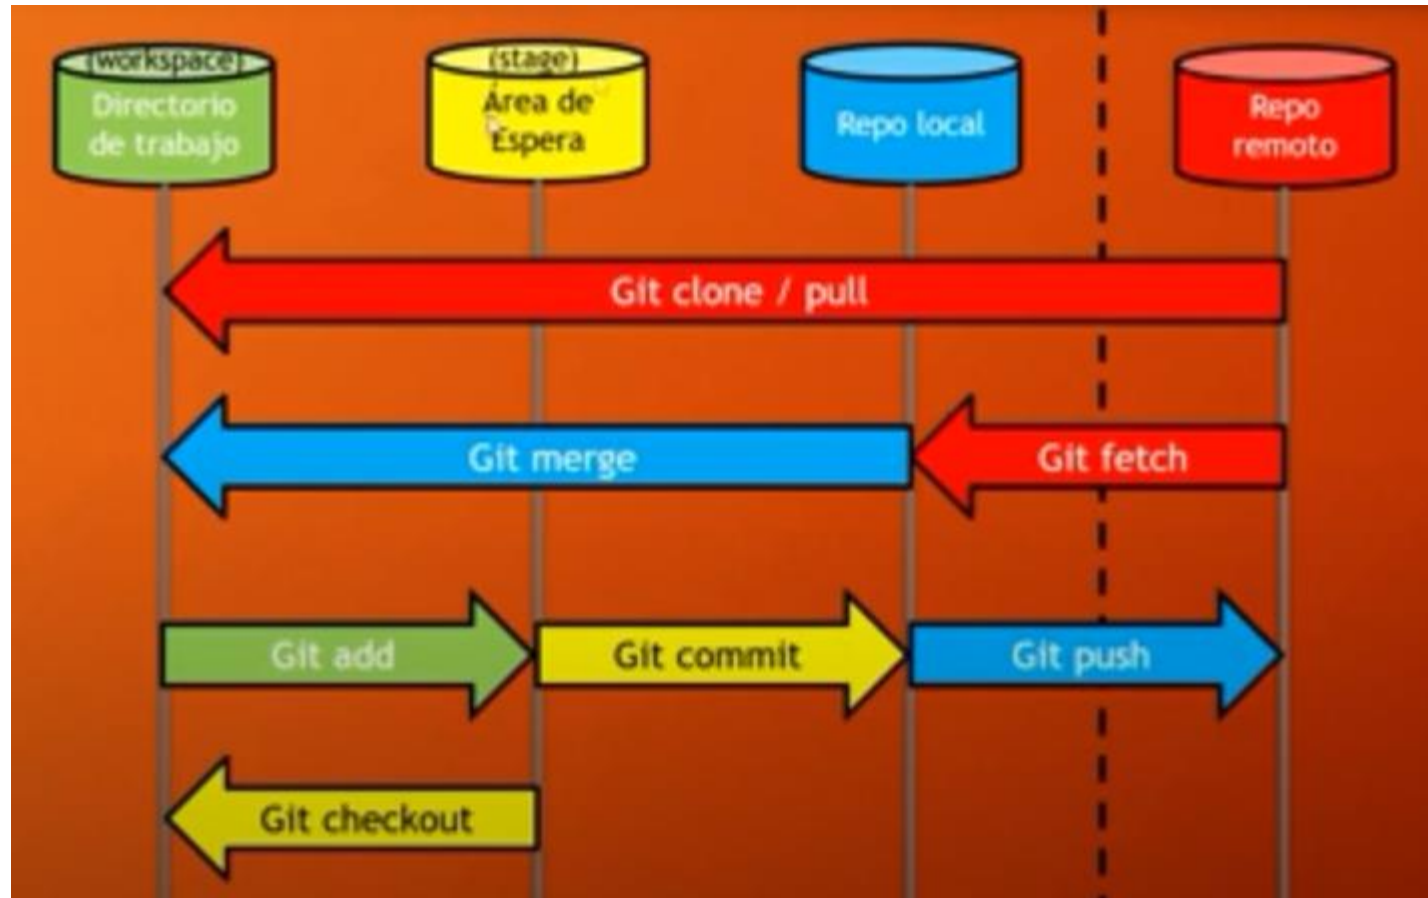 (workspace)
Directorio
de trabajo
(stage)
Área de
Espera
Repo local
Repo
remoto
Git clone / pull
Git merge
Git fetch
Git add
Git commit
Git push
Git checkout